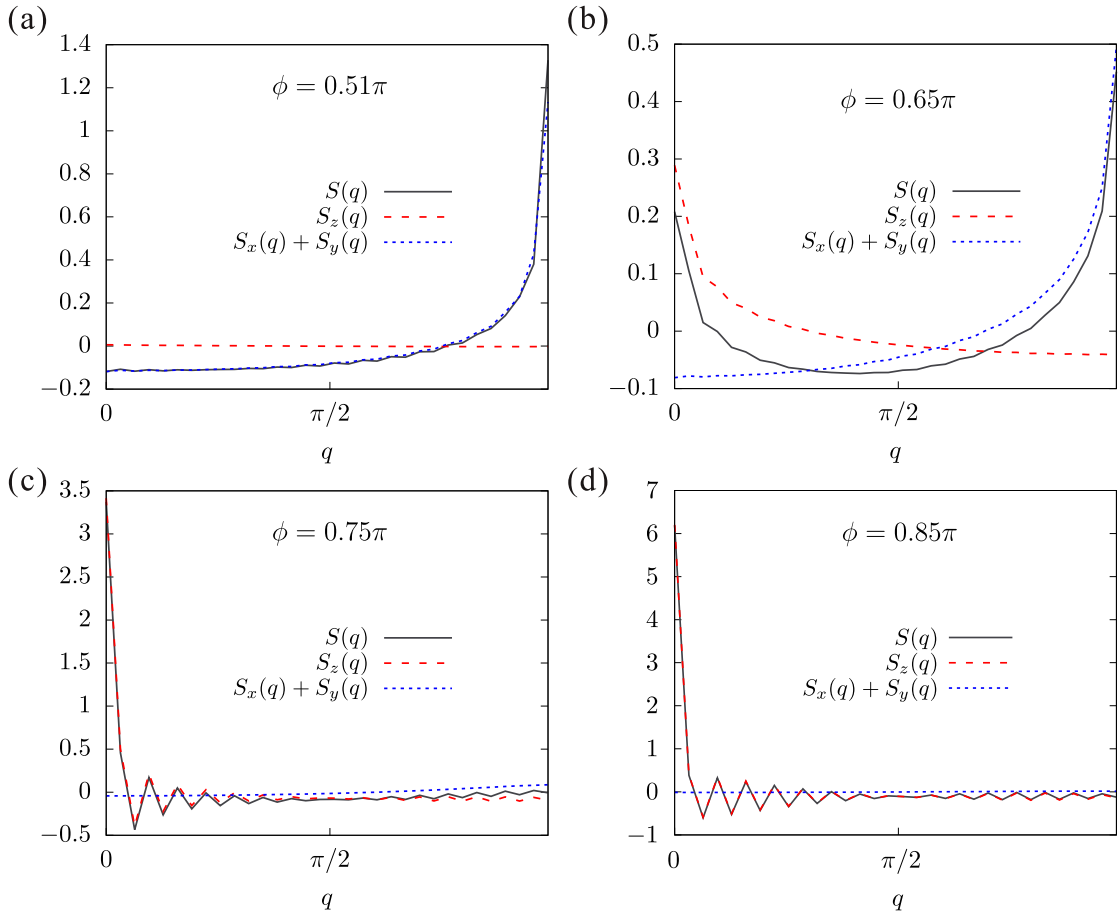 (a)
1.4
1.2
1
0.8
0.6
0.4
0.2
0
−0.2
ϕ = 0.51π
S(q)
S_z(q)
S_x(q) + S_y(q)
0
π/2
q
(b)
0.5
0.4
0.3
0.2
0.1
0
−0.1
ϕ = 0.65π
S(q)
S_z(q)
S_x(q) + S_y(q)
0
π/2
q
(c)
3.5
3
2.5
2
1.5
1
0.5
0
−0.5
ϕ = 0.75π
S(q)
S_z(q)
S_x(q) + S_y(q)
0
π/2
q
(d)
7
6
5
4
3
2
1
0
−1
ϕ = 0.85π
S(q)
S_z(q)
S_x(q) + S_y(q)
0
π/2
q